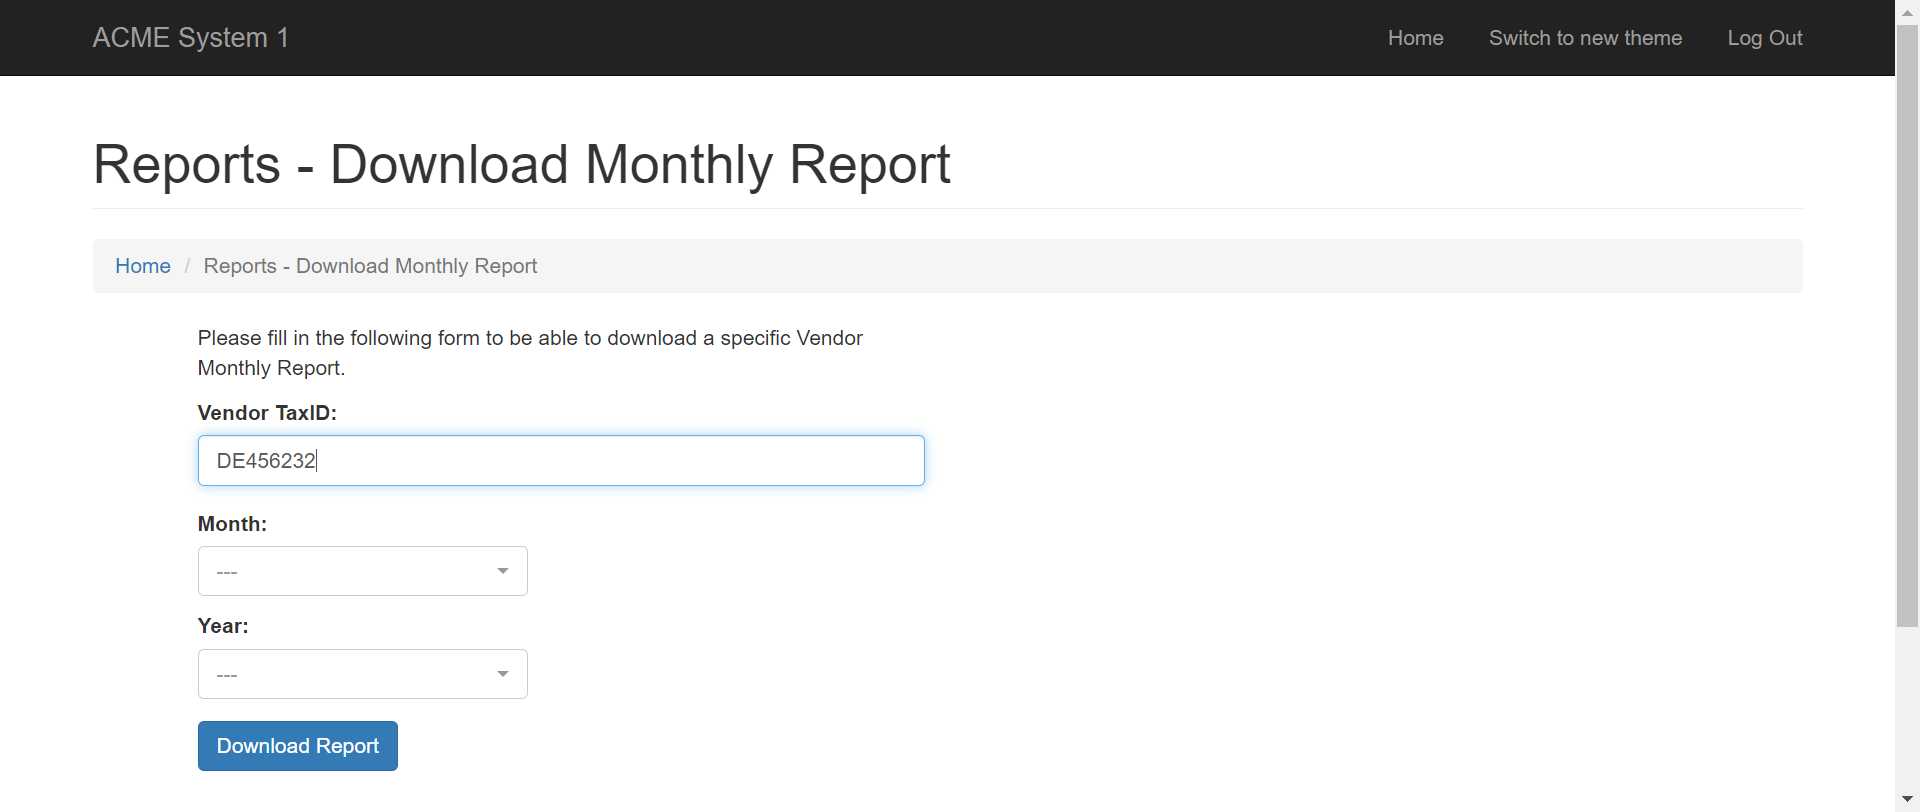 ACME System 1
Home
Switch to new theme
Log Out
Reports - Download Monthly Report
Home / Reports - Download Monthly Report
Please fill in the following form to be able to download a specific Vendor
Monthly Report.
Vendor TaxID:
DE456232
Month:
---
Year:
---
Download Report